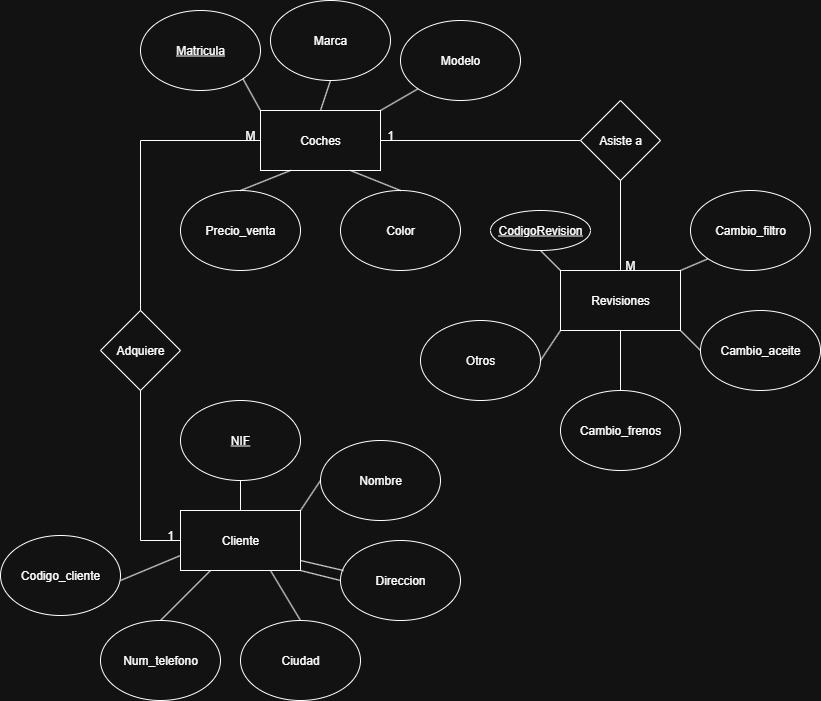 Matricula
Marca
Modelo
M
Coches
1
Asiste a
Precio_venta
Color
CodigoRevision
Cambio_filtro
M
Revisiones
Adquiere
Otros
Cambio_aceite
Cambio_frenos
NIF
Nombre
1
Cliente
Codigo_cliente
Direccion
Num_telefono
Ciudad